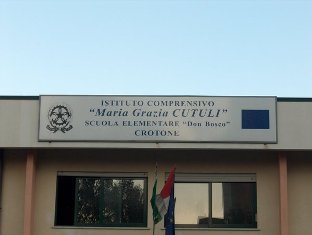 ISTITUTO COMPRENSIVO
"Maria Grazia CUTULI"
SCUOLA ELEMENTARE "Don Bosco"
CROTONE